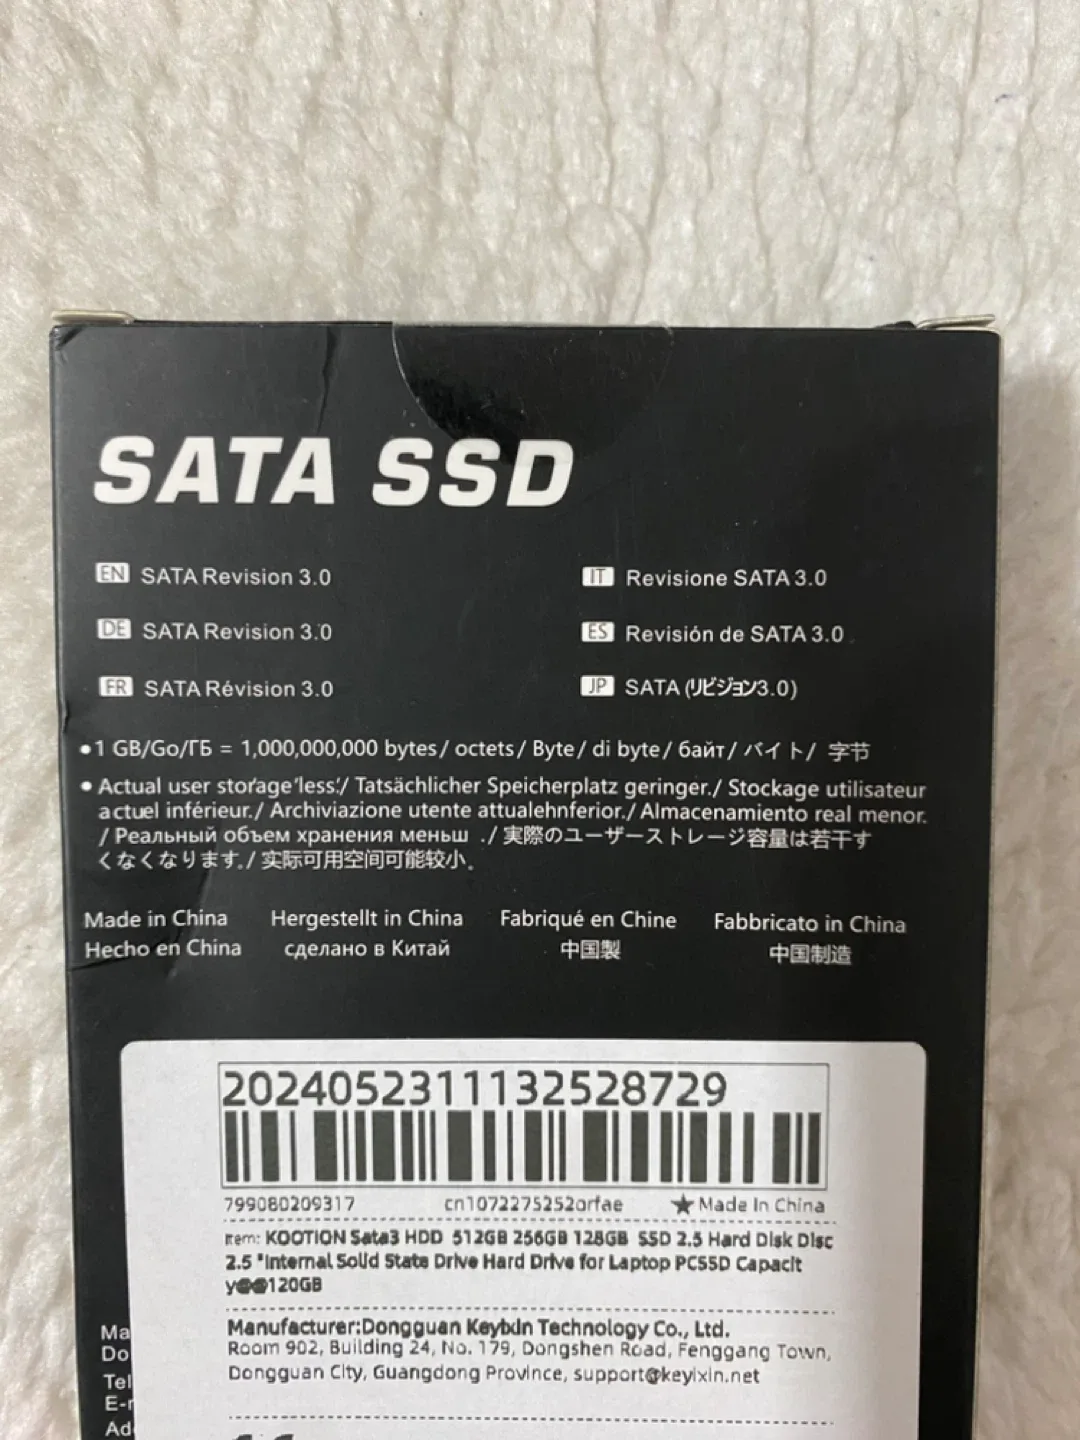 SATA SSD
EN SATA Revision 3.0
IT Revisione SATA 3.0
DE SATA Revision 3.0
ES Revisión de SATA 3.0
FR SATA Révision 3.0
JP SATA (リビジョン3.0)
•1 GB/Go/ГБ = 1,000,000,000 bytes/ octets/ Byte/ di byte/ байт/ バイト/ 字节
• Actual user storage 'less'./ Tatsächlicher Speicherplatz geringer./ Stockage utilisateur
actuel inférieur./ Archiviazione utente attualehnferior./ Almacenamiento real menor.
/ Реальный объем хранения меньш ./ 実際のユーザーストレージ容量は若干す
くなくなります./ 实际可用空间可能较小。
Made in China Hergestellt in China Fabriqué en Chine Fabbricato in China
Hecho en China сделано в Китай 中国製 中国制造
20240523111132528729
799080209317 cn1072275252orfae ★ Made In China
Item: KOOTION Sata3 HDD 512GB 256GB 128GB SSD 2.5 Hard Disk Disc
2.5 "Internal Solid State Drive Hard Drive for Laptop PCSSD Capacit
y@@120GB
Manufacturer:Dongguan Keyixin Technology Co., Ltd.
Room 902, Building 24, No. 179, Dongshen Road, Fenggang Town,
Dongguan City, Guangdong Province, support@keyixin.net
Ma
Do
Tel
E-
Ad